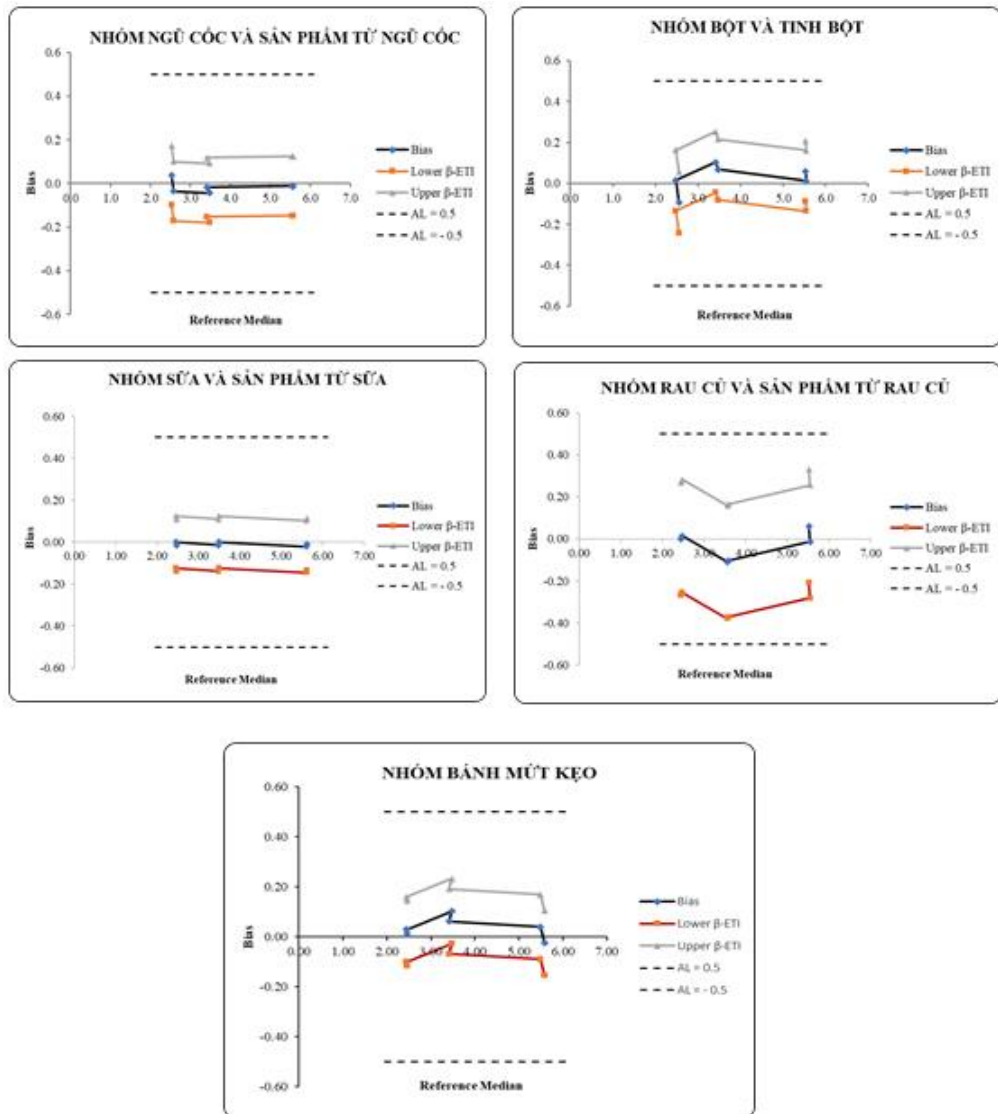 NHÓM NGŨ CỐC VÀ SẢN PHẨM TỪ NGŨ CỐC
0.6
0.4
0.2
0.0
-0.2
-0.4
-0.6
0.0 1.0 2.0 3.0 4.0 5.0 6.0 7.0
Bias
Reference Median
Bias
Lower β-ETI
Upper β-ETI
AL = 0.5
AL = - 0.5
NHÓM BỘT VÀ TINH BỘT
0.6
0.4
0.2
0.0
-0.2
-0.4
-0.6
0.0 1.0 2.0 3.0 4.0 5.0 6.0 7.0
Bias
Reference Median
Bias
Lower β-ETI
Upper β-ETI
AL = 0.5
AL = - 0.5
NHÓM SỮA VÀ SẢN PHẨM TỪ SỮA
0.60
0.40
0.20
0.00
-0.20
-0.40
-0.60
0.00 1.00 2.00 3.00 4.00 5.00 6.00 7.00
Bias
Reference Median
Bias
Lower β-ETI
Upper β-ETI
AL = 0.5
AL = - 0.5
NHÓM RAU CỦ VÀ SẢN PHẨM TỪ RAU CỦ
0.60
0.40
0.20
0.00
-0.20
-0.40
-0.60
0.00 1.00 2.00 3.00 4.00 5.00 6.00 7.00
Bias
Reference Median
Bias
Lower β-ETI
Upper β-ETI
AL = 0.5
AL = - 0.5
NHÓM BÁNH MỨT KẸO
0.60
0.40
0.20
0.00
-0.20
-0.40
-0.60
0.00 1.00 2.00 3.00 4.00 5.00 6.00 7.00
Bias
Reference Median
Bias
Lower β-ETI
Upper β-ETI
AL = 0.5
AL = - 0.5